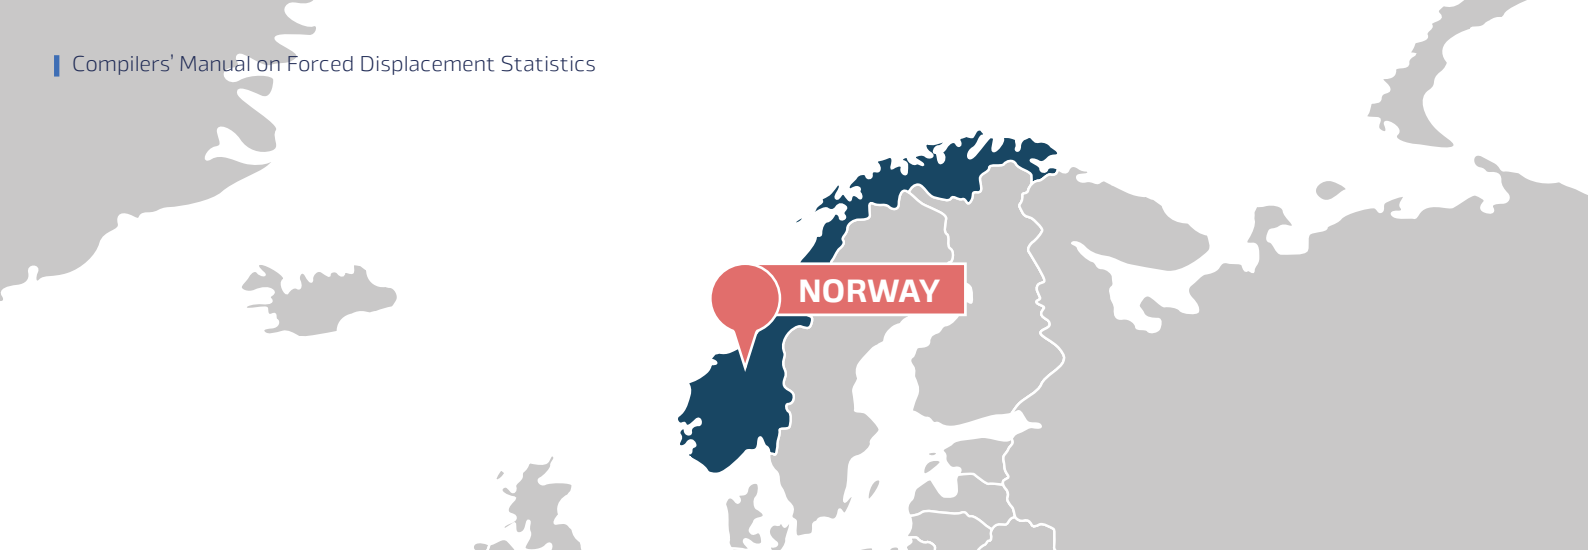 Compilers’ Manual on Forced Displacement Statistics
NORWAY